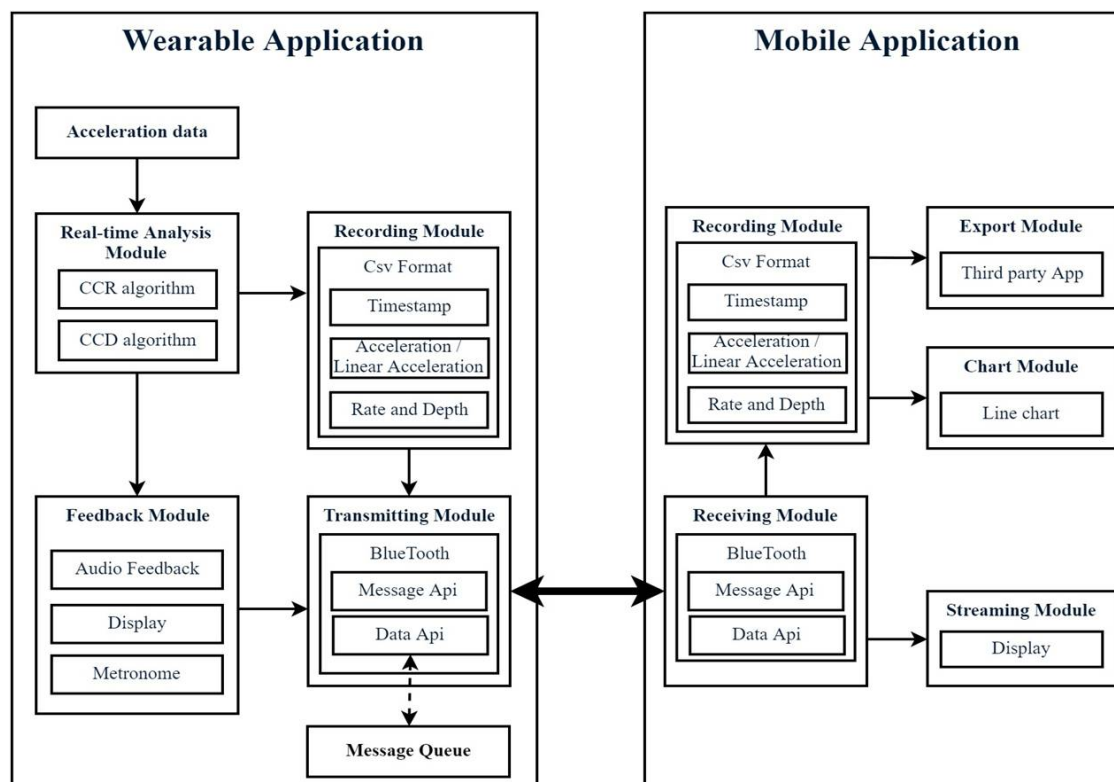 Wearable Application
Acceleration data
Real-time Analysis
Module
CCR algorithm
CCD algorithm
Recording Module
Csv Format
Timestamp
Acceleration /
Linear Acceleration
Rate and Depth
Feedback Module
Audio Feedback
Display
Metronome
Transmitting Module
BlueTooth
Message Api
Data Api
Message Queue
Mobile Application
Recording Module
Csv Format
Timestamp
Acceleration /
Linear Acceleration
Rate and Depth
Export Module
Third party App
Chart Module
Line chart
Receiving Module
BlueTooth
Message Api
Data Api
Streaming Module
Display